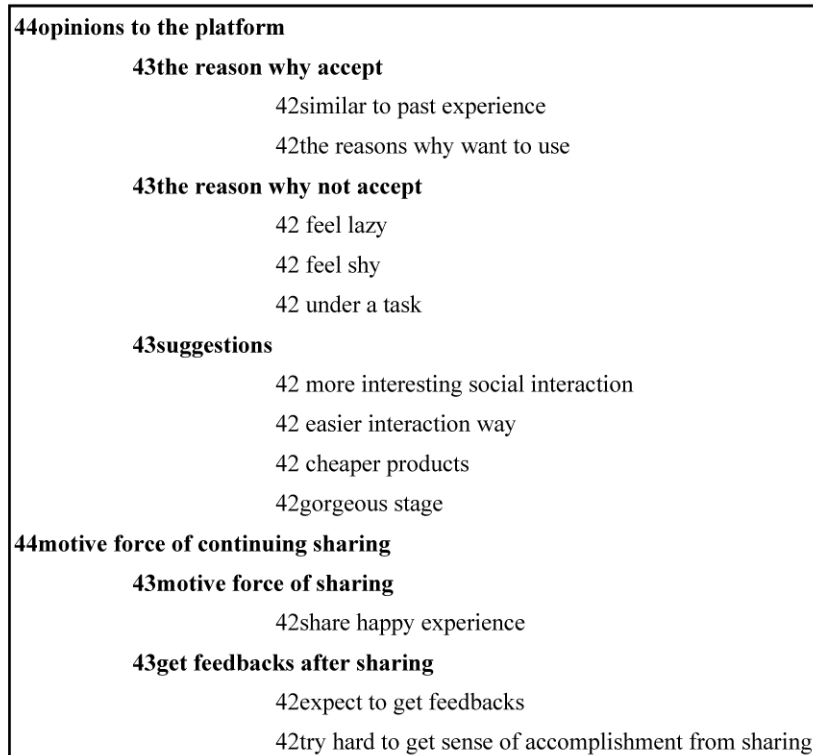 44opinions to the platform
43the reason why accept
42similar to past experience
42the reasons why want to use
43the reason why not accept
42 feel lazy
42 feel shy
42 under a task
43suggestions
42 more interesting social interaction
42 easier interaction way
42 cheaper products
42gorgeous stage
44motive force of continuing sharing
43motive force of sharing
42share happy experience
43get feedbacks after sharing
42expect to get feedbacks
42try hard to get sense of accomplishment from sharing